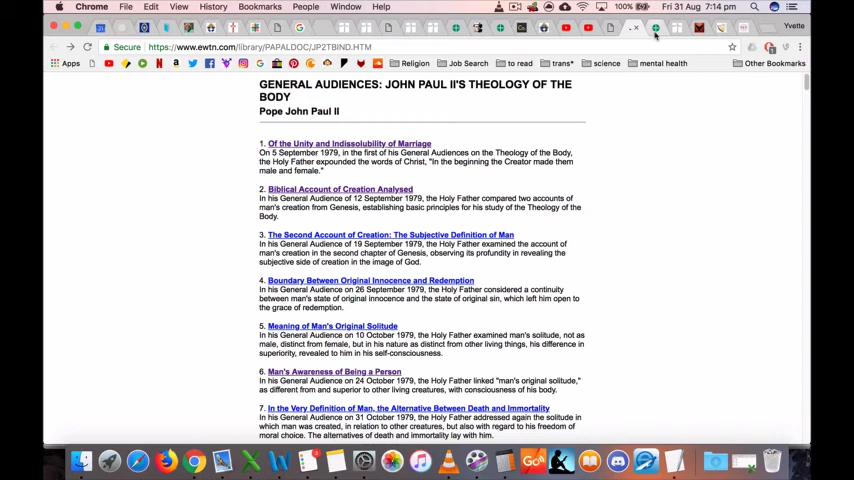 Chrome File Edit View History Bookmarks People Window Help 100% Fri 31 Aug 7:14 pm
Yvette
Secure https://www.ewtn.com/library/PAPALDOC/JP2TBIND.HTM
Apps Religion Job Search to read trans* science mental health Other Bookmarks
GENERAL AUDIENCES: JOHN PAUL II'S THEOLOGY OF THE
BODY
Pope John Paul II
1. Of the Unity and Indissolubility of Marriage
On 5 September 1979, in the first of his General Audiences on the Theology of the
Body, the Holy Father expounded the words of Christ, "In the beginning the Creator made them
male and female."
2. Biblical Account of Creation Analysed
In his General Audience of 12 September 1979, the Holy Father compared two accounts of
man's creation from Genesis, establishing basic principles for his study of the Theology of the
Body.
3. The Second Account of Creation: The Subjective Definition of Man
In his General Audience of 19 September 1979, the Holy Father examined the account of
man's creation in the second chapter of Genesis, observing its profundity in revealing the
subjective side of creation in the image of God.
4. Boundary Between Original Innocence and Redemption
In his General Audience on 26 September 1979, the Holy Father considered a continuity
between man's state of original innocence and the state of original sin, which left him open to
the grace of redemption.
5. Meaning of Man's Original Solitude
In his General Audience on 10 October 1979, the Holy Father examined man's solitude, not as
male, distinct from female, but in his nature as distinct from other living things, his difference in
superiority, revealed to him in his self-consciousness.
6. Man's Awareness of Being a Person
In his General Audience on 24 October 1979, the Holy Father linked "man's original solitude,"
as different from and superior to other living creatures, with consciousness of his body.
7. In the Very Definition of Man, the Alternative Between Death and Immortality
In his General Audience on 31 October 1979, the Holy Father addressed again the solitude in
which man was created, in relation to other creatures, but also with regard to his freedom of
moral choice. The alternatives of death and immortality lay with him.
GO!